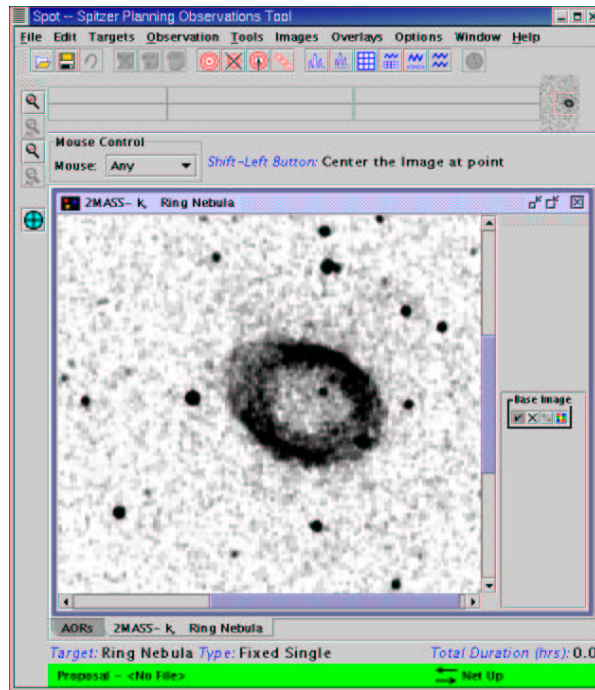 Spot -- Spitzer Planning Observations Tool
File Edit Targets Observation Tools Images Overlays Options Window Help
Mouse Control
Mouse: Any Shift-Left Button: Center the Image at point
2MASS- k, Ring Nebula
Base Image
AORs 2MASS- k, Ring Nebula
Target: Ring Nebula Type: Fixed Single Total Duration (hrs): 0.0
Proposal - <No File> Net Up